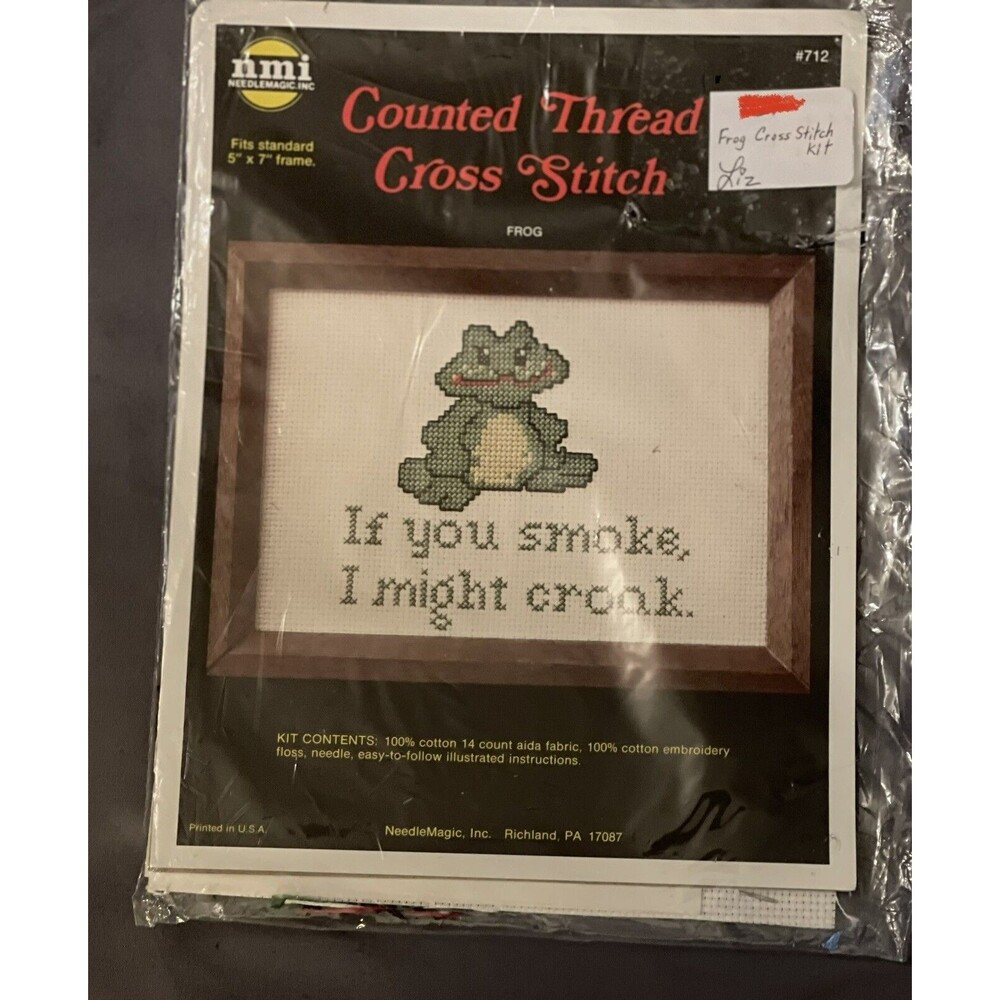 nmi
NEEDLEMAGIC.INC
#712
Counted Thread
Cross Stitch
Fits standard
5" x 7" frame.
Frog Cross Stitch
Kit
Liz
FROG
If you smoke,
I might croak.
KIT CONTENTS: 100% cotton 14 count aida fabric, 100% cotton embroidery
floss, needle, easy-to-follow illustrated instructions.
Printed in U.S.A.
NeedleMagic, Inc. Richland, PA 17087